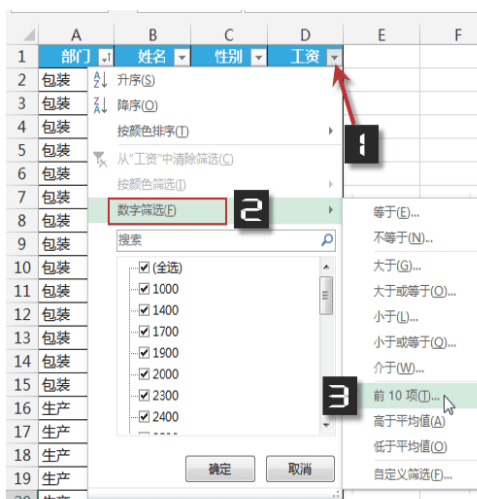 A B C D E F
1 部门 姓名 性别 工资
2 包装 升序(S)
3 包装 降序(O)
4 包装 按颜色排序(T) 1
5 包装 从"工资"中清除筛选(C)
6 包装 按颜色筛选(I)
7 包装 数字筛选(F) 2 等于(E)...
8 包装 不等于(N)...
9 包装 搜索 大于(G)...
10 包装 (全选) 大于或等于(O)...
11 包装 1000
12 包装 1400 小于(L)...
13 包装 1700 小于或等于(Q)...
14 包装 1900 介于(W)...
15 包装 2000 3 前 10 项(T)...
16 生产 2300 高于平均值(A)
17 生产 2400 低于平均值(O)
18 生产 确定 取消 自定义筛选(F)...
19 生产